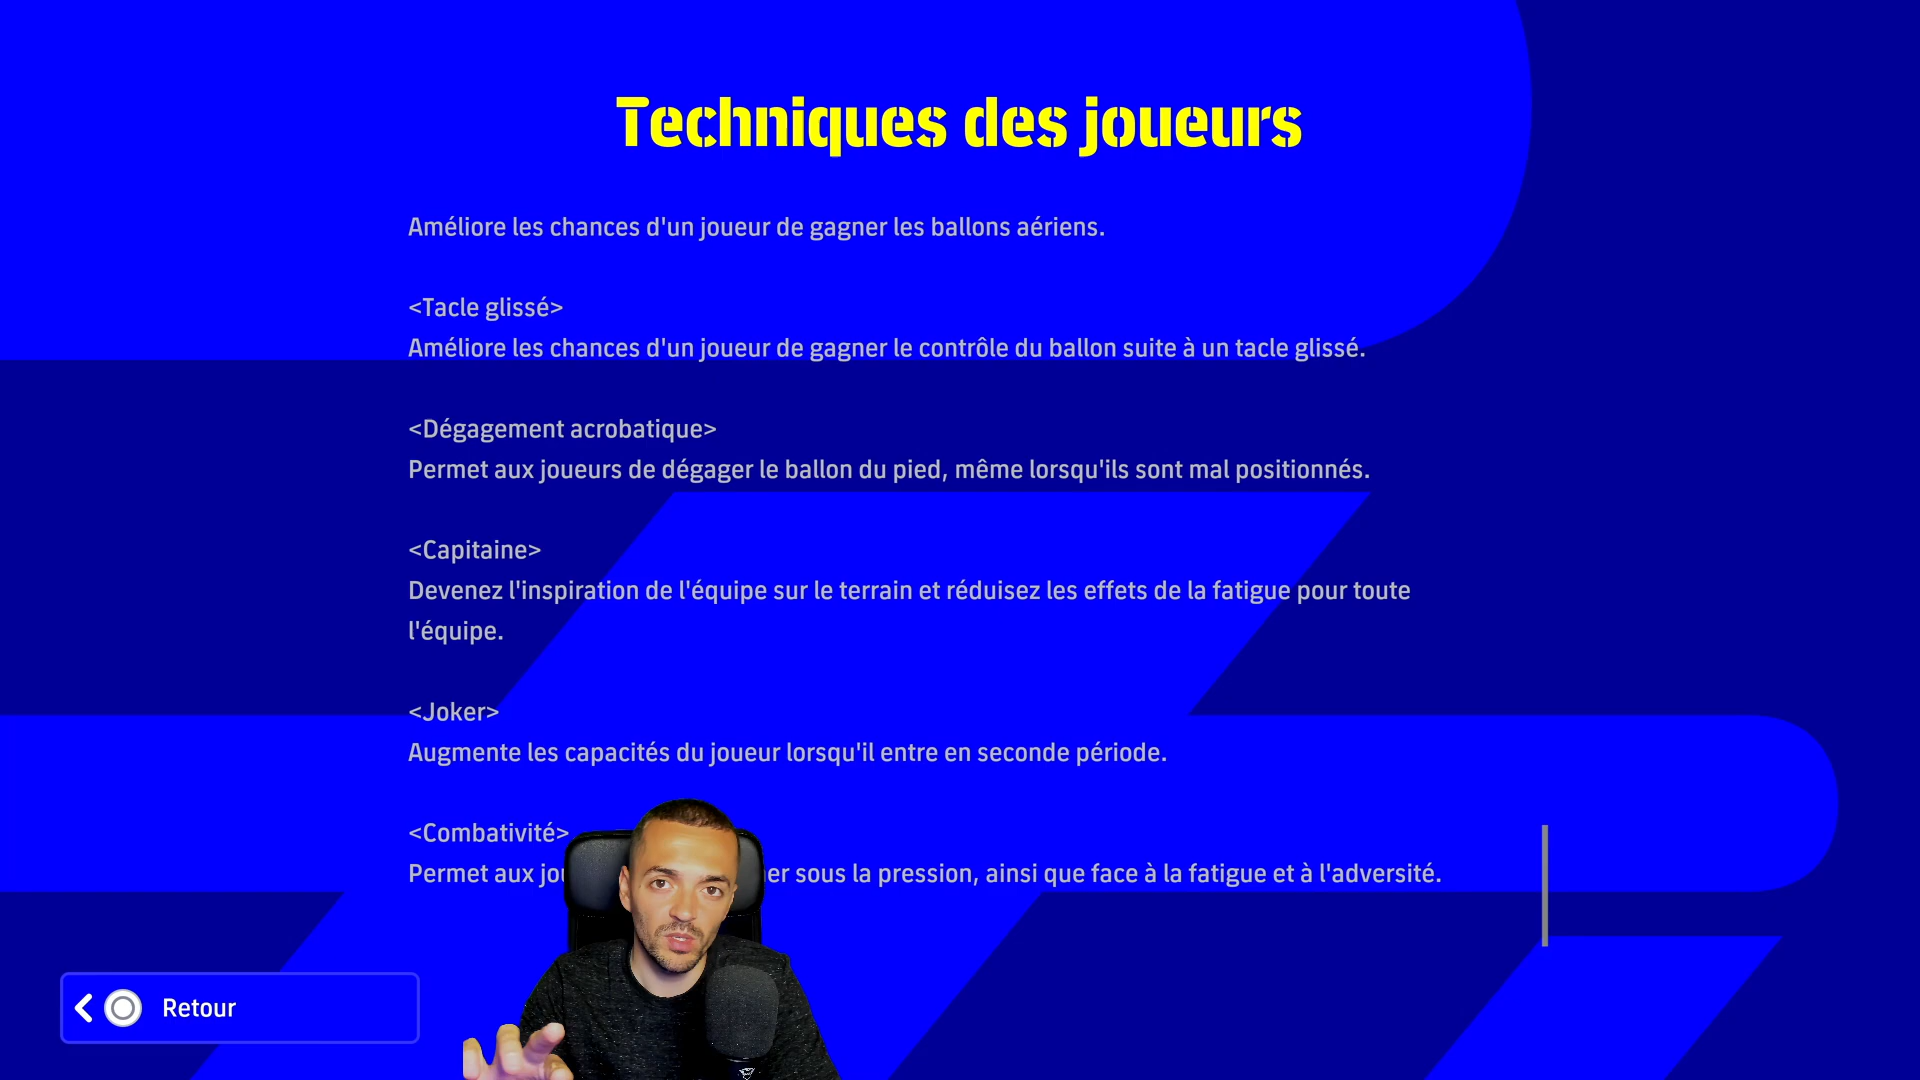 Techniques des joueurs
Améliore les chances d'un joueur de gagner les ballons aériens.
<Tacle glissé>
Améliore les chances d'un joueur de gagner le contrôle du ballon suite à un tacle glissé.
<Dégagement acrobatique>
Permet aux joueurs de dégager le ballon du pied, même lorsqu'ils sont mal positionnés.
<Capitaine>
Devenez l'inspiration de l'équipe sur le terrain et réduisez les effets de la fatigue pour toute
l'équipe.
<Joker>
Augmente les capacités du joueur lorsqu'il entre en seconde période.
<Combativité>
Permet aux sous la pression, ainsi que face à la fatigue et à l'adversité.
Retour